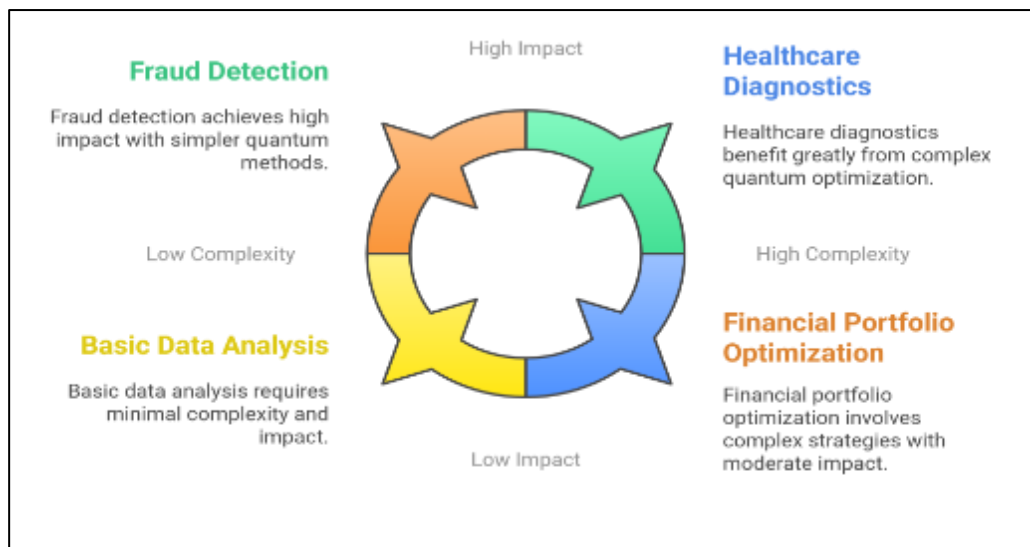 High Impact
Fraud Detection
Fraud detection achieves high
impact with simpler quantum
methods.
Healthcare
Diagnostics
Healthcare diagnostics
benefit greatly from complex
quantum optimization.
Low Complexity
High Complexity
Basic Data Analysis
Basic data analysis requires
minimal complexity and
impact.
Financial Portfolio
Optimization
Financial portfolio
optimization involves
complex strategies with
moderate impact.
Low Impact